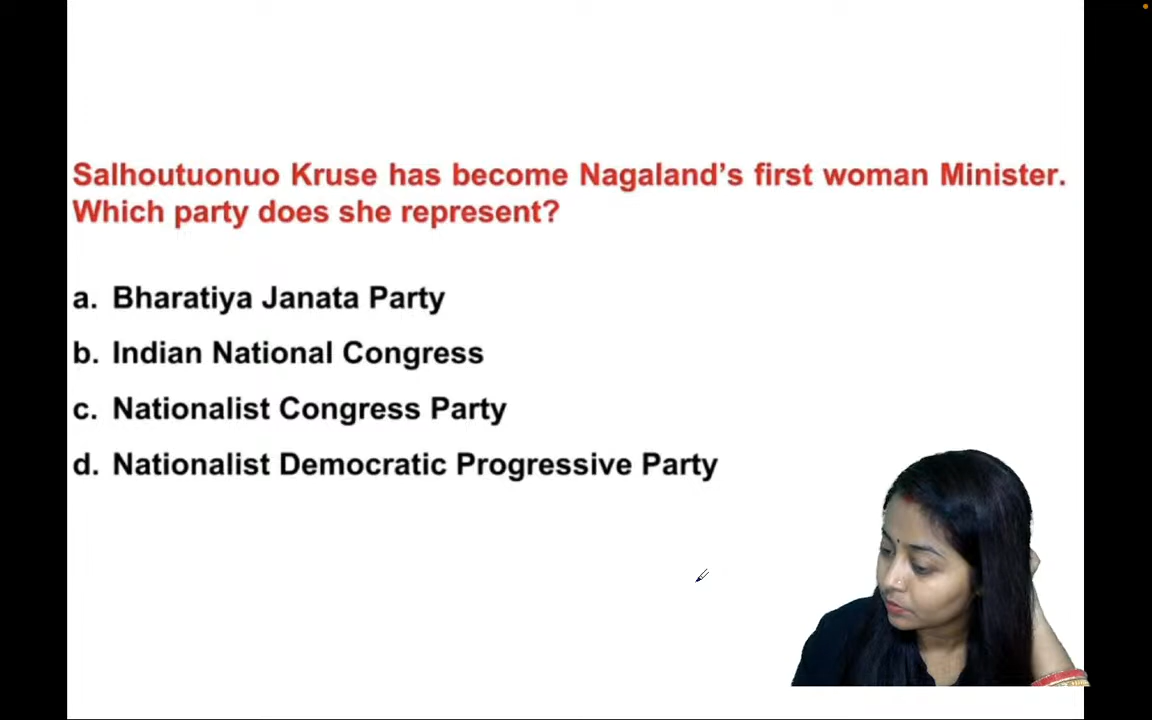 Salhoutuonuo Kruse has become Nagaland's first woman Minister.
Which party does she represent?
a. Bharatiya Janata Party
b. Indian National Congress
c. Nationalist Congress Party
d. Nationalist Democratic Progressive Party